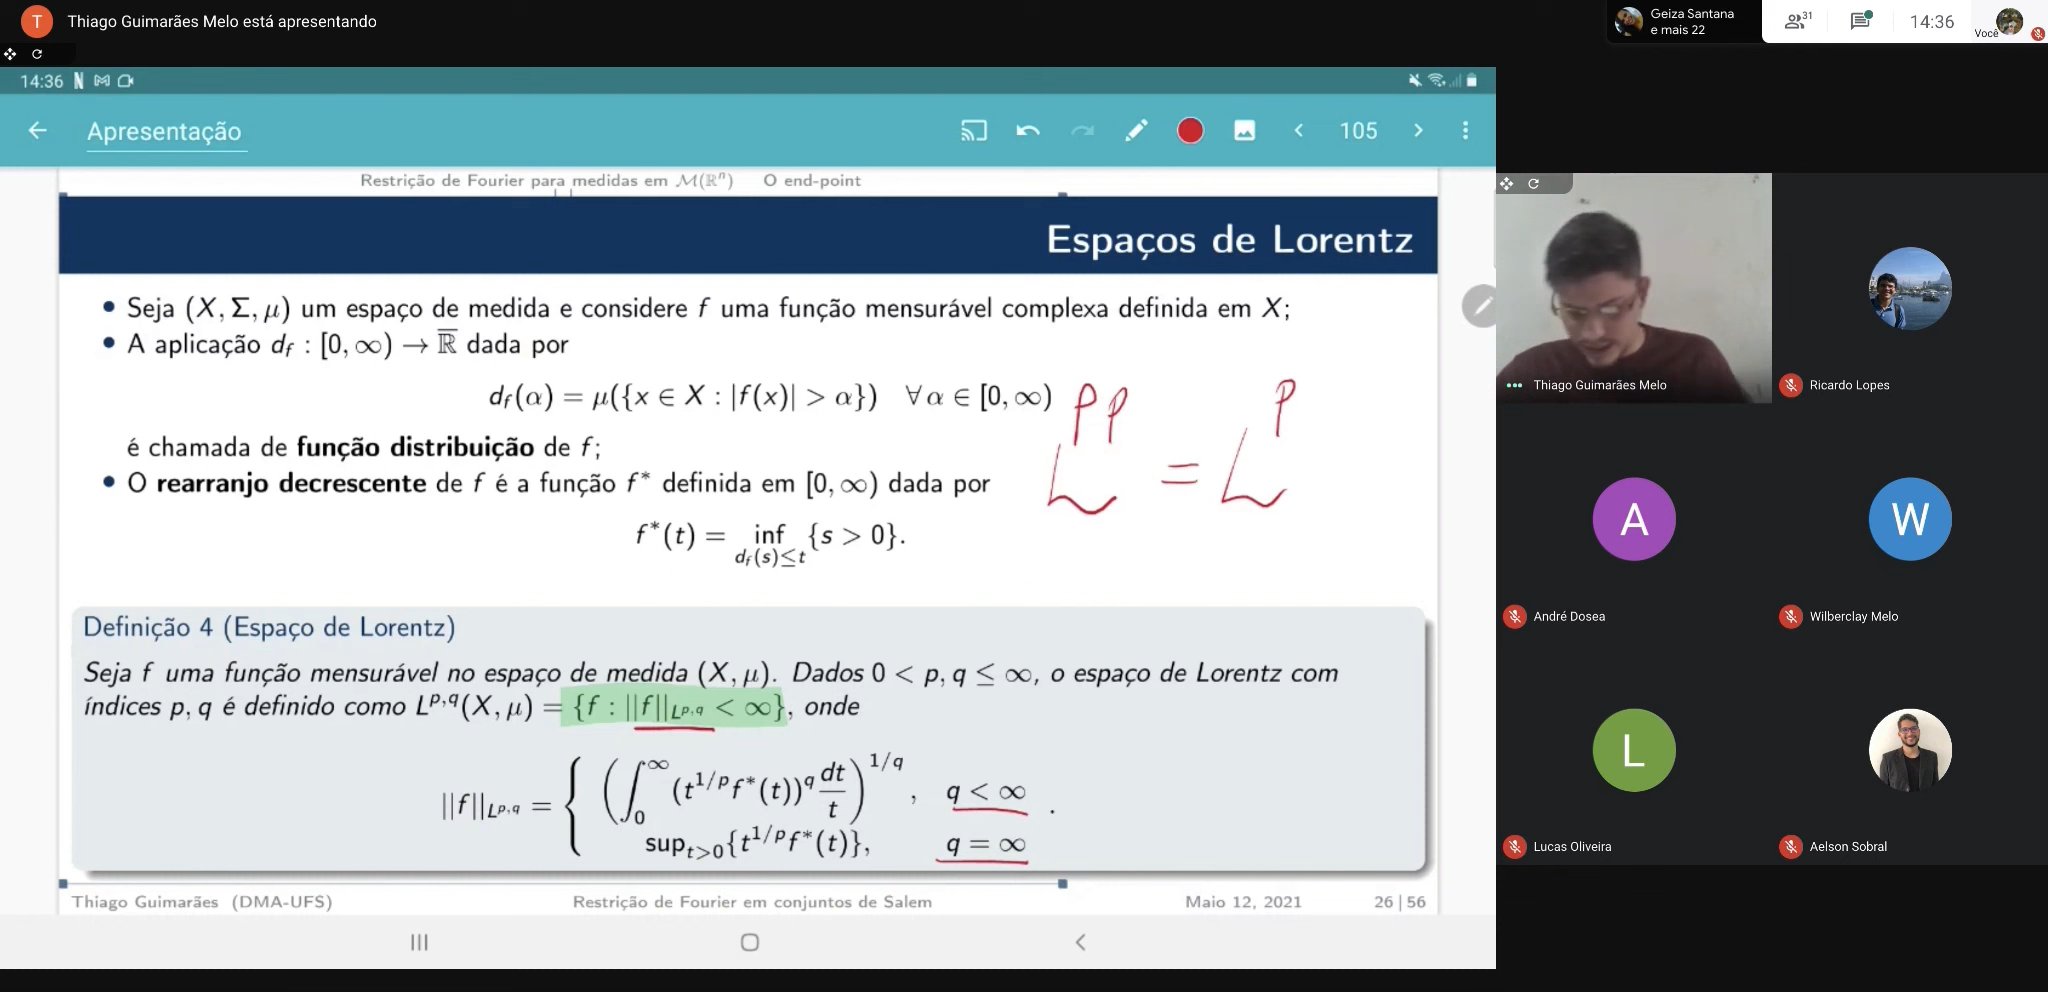 T Thiago Guimarães Melo está apresentando
Geiza Santana
e mais 22
31
14:36
Você
14:36
Apresentação
105
Restrição de Fourier para medidas em M(ℝⁿ) O end-point
Espaços de Lorentz
• Seja (X, Σ, μ) um espaço de medida e considere f uma função mensurável complexa definida em X;
• A aplicação d_f : [0, ∞) → ℝ̅ dada por
d_f(α) = μ({x ∈ X : |f(x)| > α}) ∀ α ∈ [0, ∞)
é chamada de função distribuição de f;
L^{pp} = L^p
• O rearranjo decrescente de f é a função f* definida em [0, ∞) dada por
f*(t) = inf_{d_f(s)≤t} {s > 0}.
Definição 4 (Espaço de Lorentz)
Seja f uma função mensurável no espaço de medida (X, μ). Dados 0 < p, q ≤ ∞, o espaço de Lorentz com
índices p, q é definido como L^{p,q}(X, μ) = {f : ||f||_{L^{p,q}} < ∞}, onde
||f||_{L^{p,q}} = { (∫_0^∞ (t^{1/p} f*(t))^q dt/t)^{1/q}, q < ∞
sup_{t>0}{t^{1/p} f*(t)}, q = ∞ .
Thiago Guimarães (DMA-UFS) Restrição de Fourier em conjuntos de Salem Maio 12, 2021 26 | 56
Thiago Guimarães Melo
Ricardo Lopes
A
André Dosea
W
Wilberclay Melo
L
Lucas Oliveira
Aelson Sobral